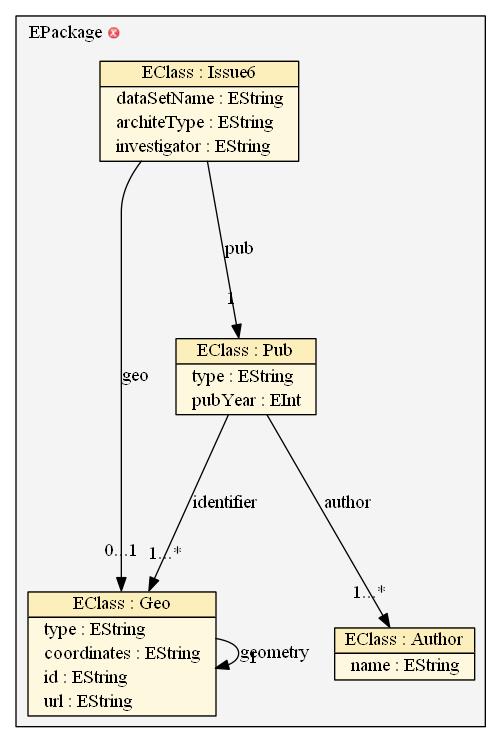 EPackage
EClass : Issue6
dataSetName : EString
architeType : EString
investigator : EString
pub
1
EClass : Pub
type : EString
pubYear : EInt
geo
identifier
author
0...1
1...*
1...*
EClass : Geo
type : EString
coordinates : EString
id : EString
url : EString
geometry
1
EClass : Author
name : EString